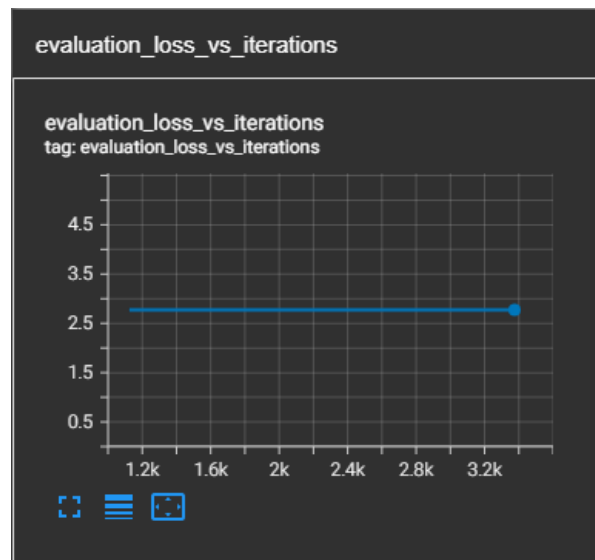 evaluation_loss_vs_iterations
evaluation_loss_vs_iterations
tag: evaluation_loss_vs_iterations
4.5
3.5
2.5
1.5
0.5
1.2k 1.6k 2k 2.4k 2.8k 3.2k